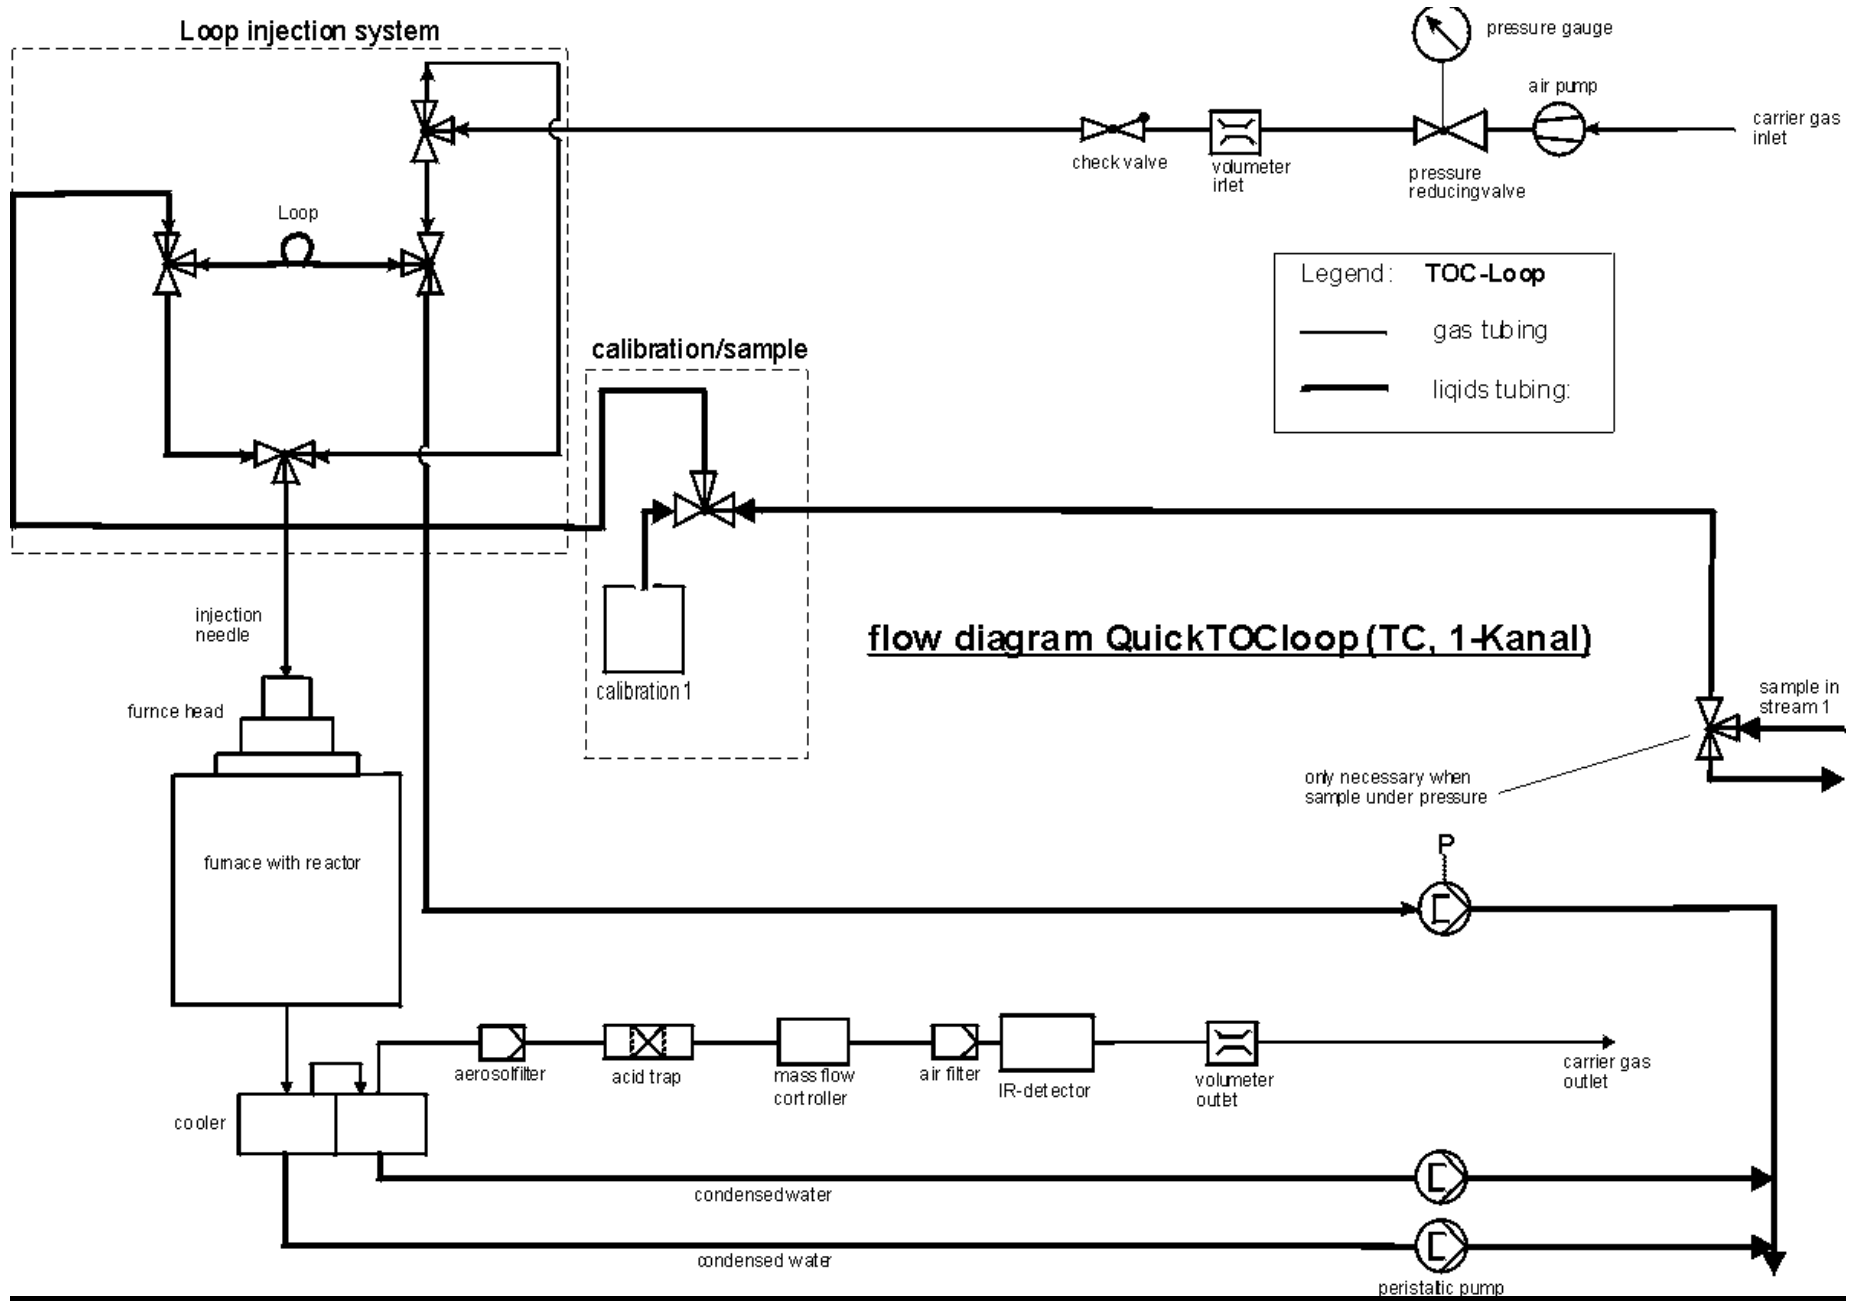 Loop injection system
pressure gauge
air pump
carrier gas
inlet
check valve
volumeter
irlet
pressure
reducingvalve
Loop
Legend: TOC-Loop
gas tubing
liqids tubing:
calibration/sample
injection
needle
flow diagram QuickTOCloop (TC, 1-Kanal)
calibration 1
sample in
stream 1
furnce head
only necessary when
sample under pressure
P
furnace with reactor
aerosolfilter
acid trap
mass flow
cortroller
air filter
IR-detector
volumeter
outlet
carrier gas
outlet
cooler
condensed water
condensed water
peristaltic pump